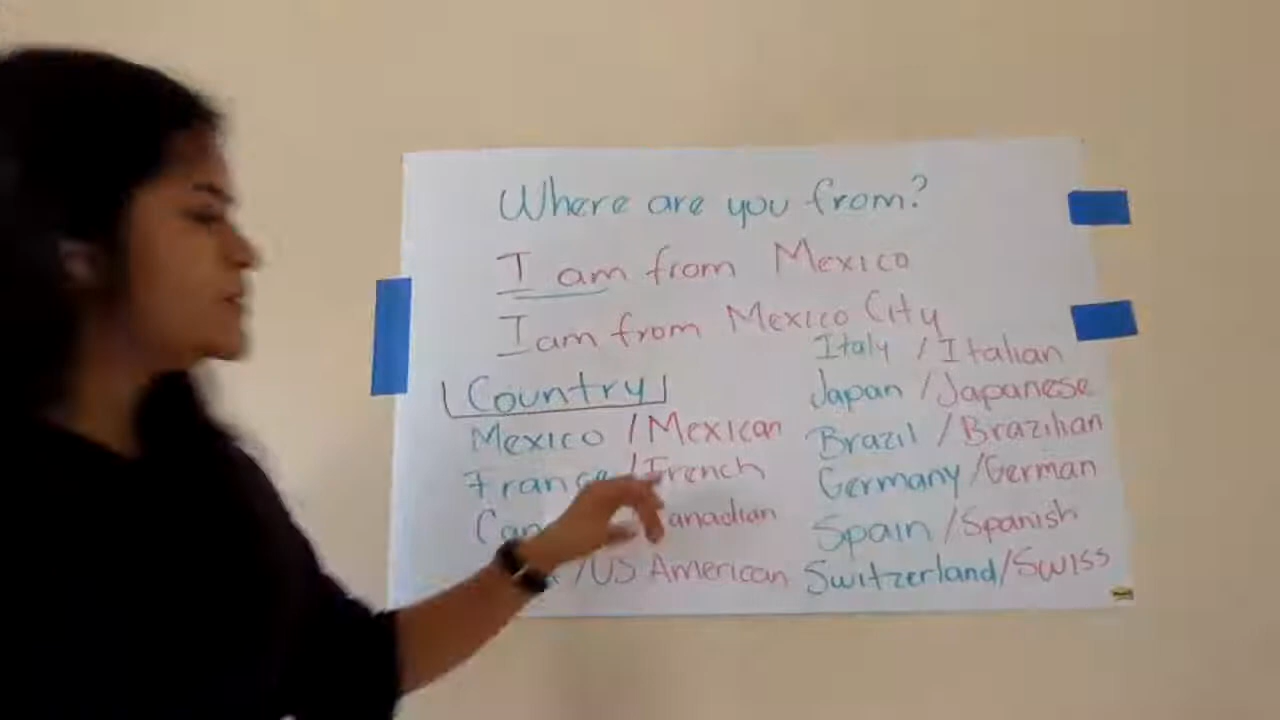 Where are you from?
I am from Mexico
I am from Mexico City
Country
Mexico / Mexican
France / French
Canadian
/ US American
Italy / Italian
Japan / Japanese
Brazil / Brazilian
Germany / German
Spain / Spanish
Switzerland / Swiss